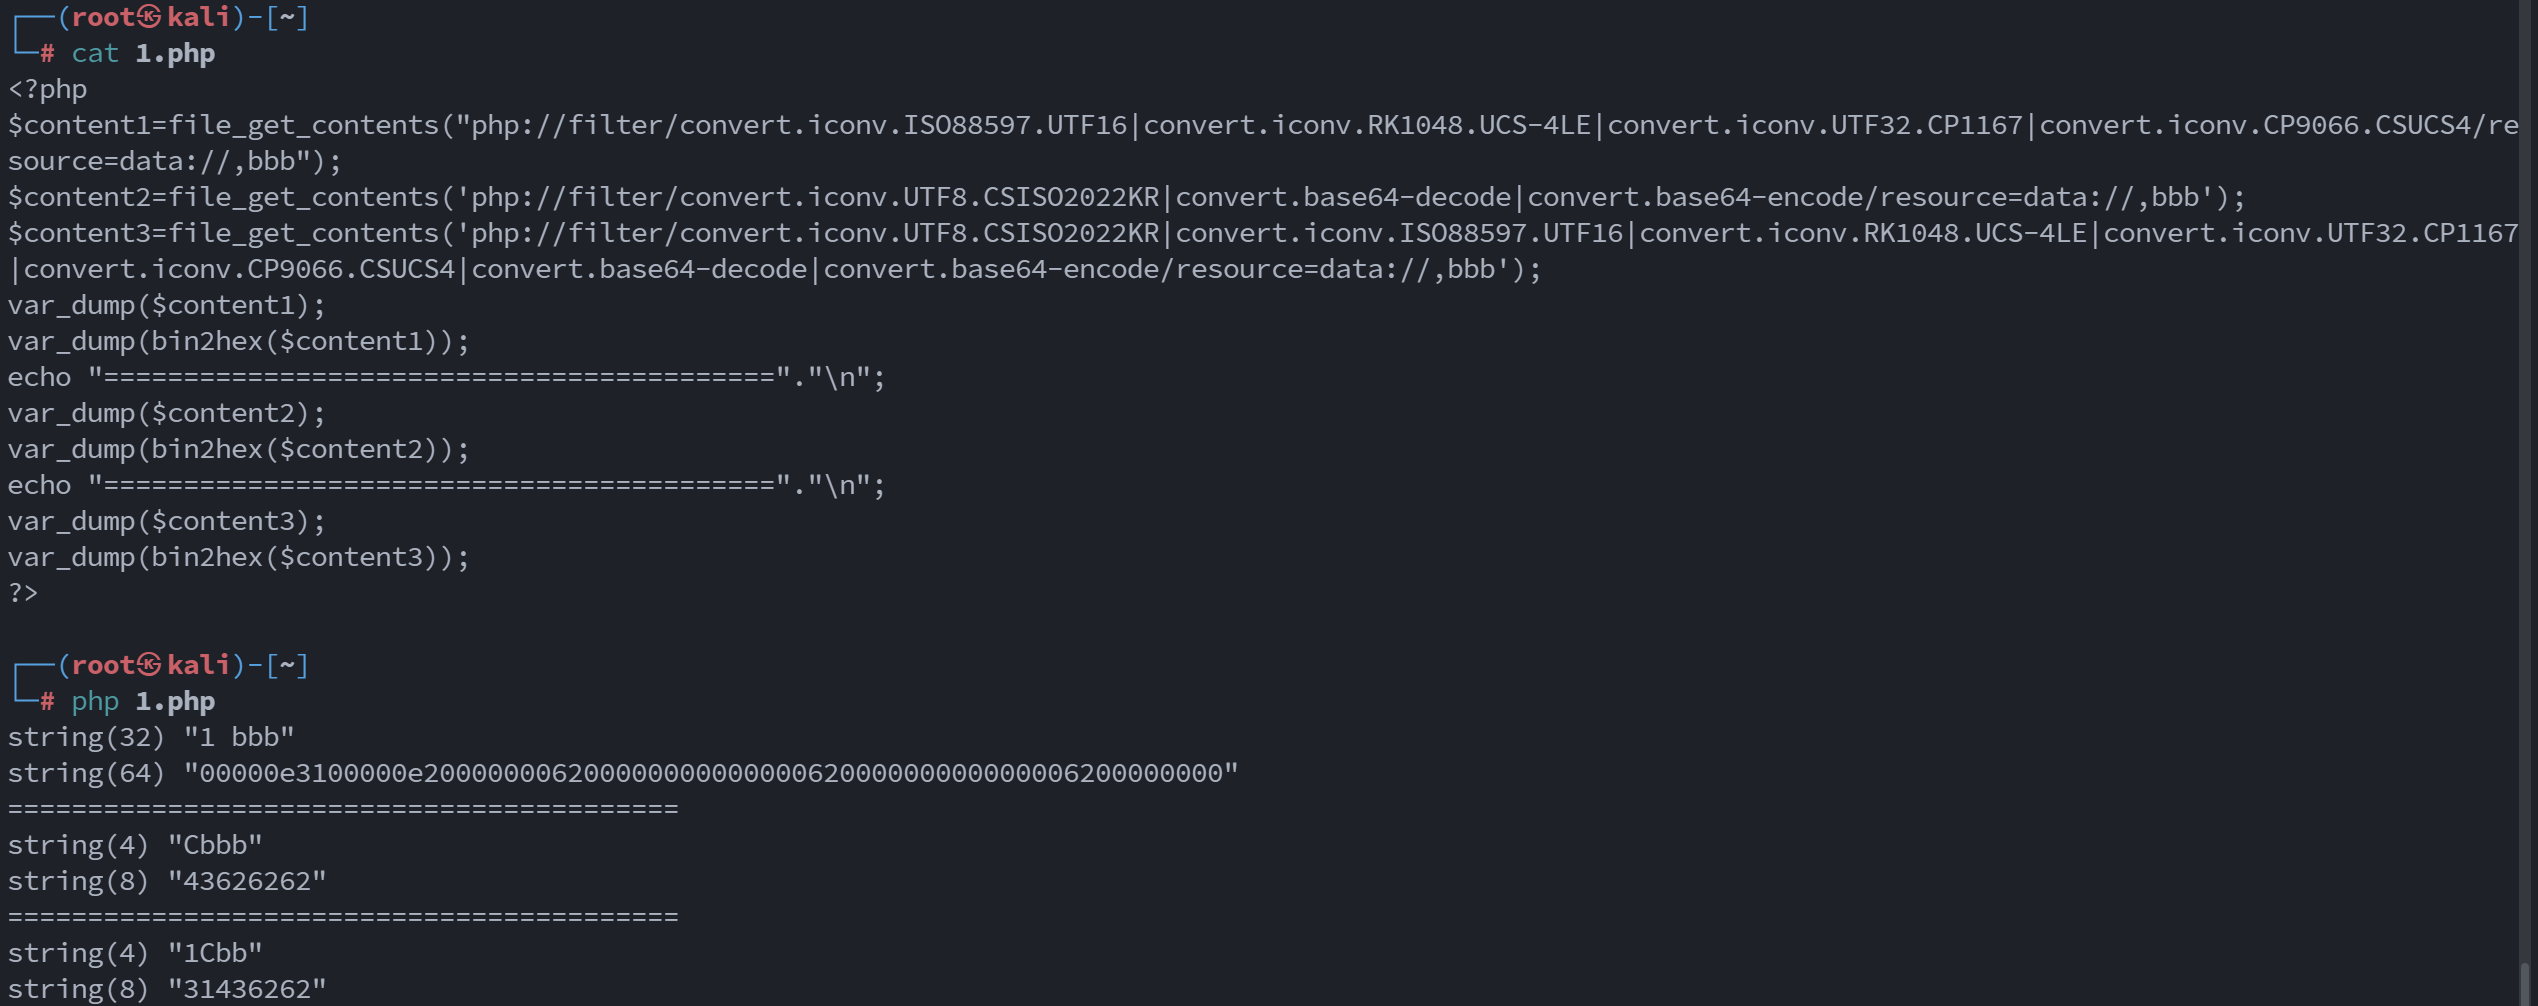 ┌──(root㉿kali)-[~]
└─# cat 1.php
<?php
$content1=file_get_contents("php://filter/convert.iconv.ISO88597.UTF16|convert.iconv.RK1048.UCS-4LE|convert.iconv.UTF32.CP1167|convert.iconv.CP9066.CSUCS4/re
source=data://,bbb");
$content2=file_get_contents('php://filter/convert.iconv.UTF8.CSISO2022KR|convert.base64-decode|convert.base64-encode/resource=data://,bbb');
$content3=file_get_contents('php://filter/convert.iconv.UTF8.CSISO2022KR|convert.iconv.ISO88597.UTF16|convert.iconv.RK1048.UCS-4LE|convert.iconv.UTF32.CP1167
|convert.iconv.CP9066.CSUCS4|convert.base64-decode|convert.base64-encode/resource=data://,bbb');
var_dump($content1);
var_dump(bin2hex($content1));
echo "=========================================="."\n";
var_dump($content2);
var_dump(bin2hex($content2));
echo "=========================================="."\n";
var_dump($content3);
var_dump(bin2hex($content3));
?>
┌──(root㉿kali)-[~]
└─# php 1.php
string(32) "1 bbb"
string(64) "00000e3100000e20000000620000000000000062000000000000006200000000"
==========================================
string(4) "Cbbb"
string(8) "43626262"
==========================================
string(4) "1Cbb"
string(8) "31436262"